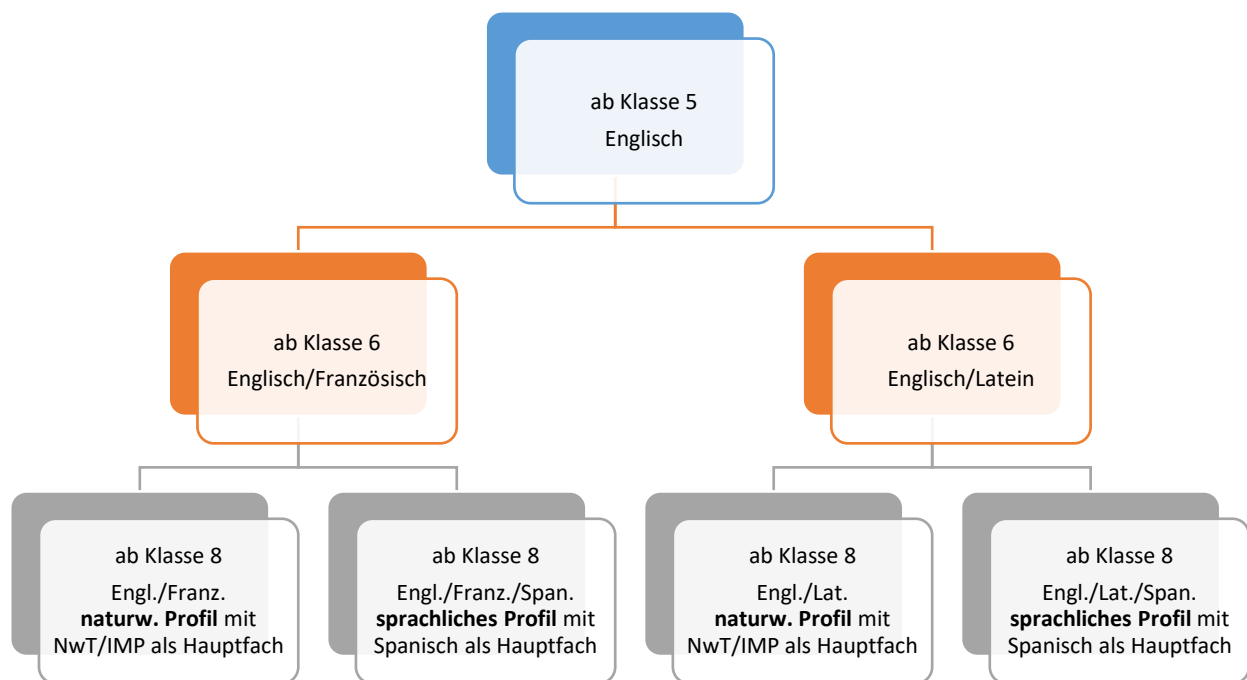 ab Klasse 5
Englisch
ab Klasse 6
Englisch/Französisch
ab Klasse 6
Englisch/Latein
ab Klasse 8
Engl./Franz.
naturw. Profil mit
NwT/IMP als Hauptfach
ab Klasse 8
Engl./Franz./Span.
sprachliches Profil mit
Spanisch als Hauptfach
ab Klasse 8
Engl./Lat.
naturw. Profil mit
NwT/IMP als Hauptfach
ab Klasse 8
Engl./Lat./Span.
sprachliches Profil mit
Spanisch als Hauptfach